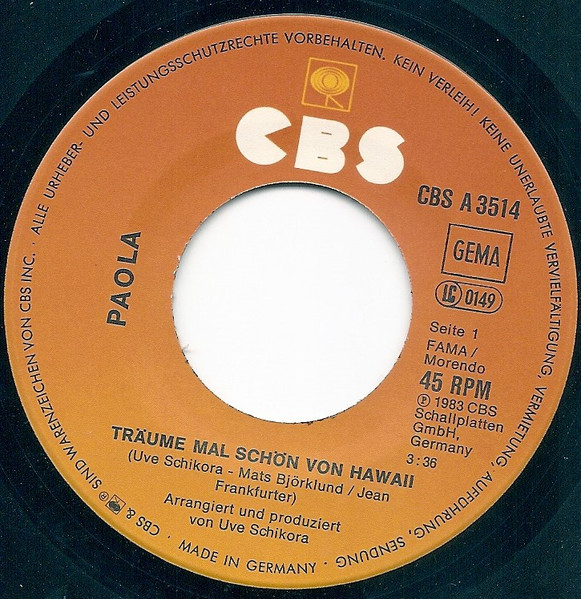 CBS
CBS A 3514
GEMA
LC 0149
Seite 1
FAMA /
Morendo
45 RPM
℗ 1983 CBS
Schallplatten
GmbH,
Germany
3:36
PAOLA
TRÄUME MAL SCHÖN VON HAWAII
(Uve Schikora - Mats Björklund / Jean
Frankfurter)
Arrangiert und produziert
von Uve Schikora
CBS & ℗ SIND WARENZEICHEN VON CBS INC. · ALLE URHEBER- UND LEISTUNGSSCHUTZRECHTE VORBEHALTEN. KEIN VERLEIH! KEINE UNERLAUBTE VERVIELFÄLTIGUNG, VERMIETUNG, AUFFÜHRUNG, SENDUNG · MADE IN GERMANY ·